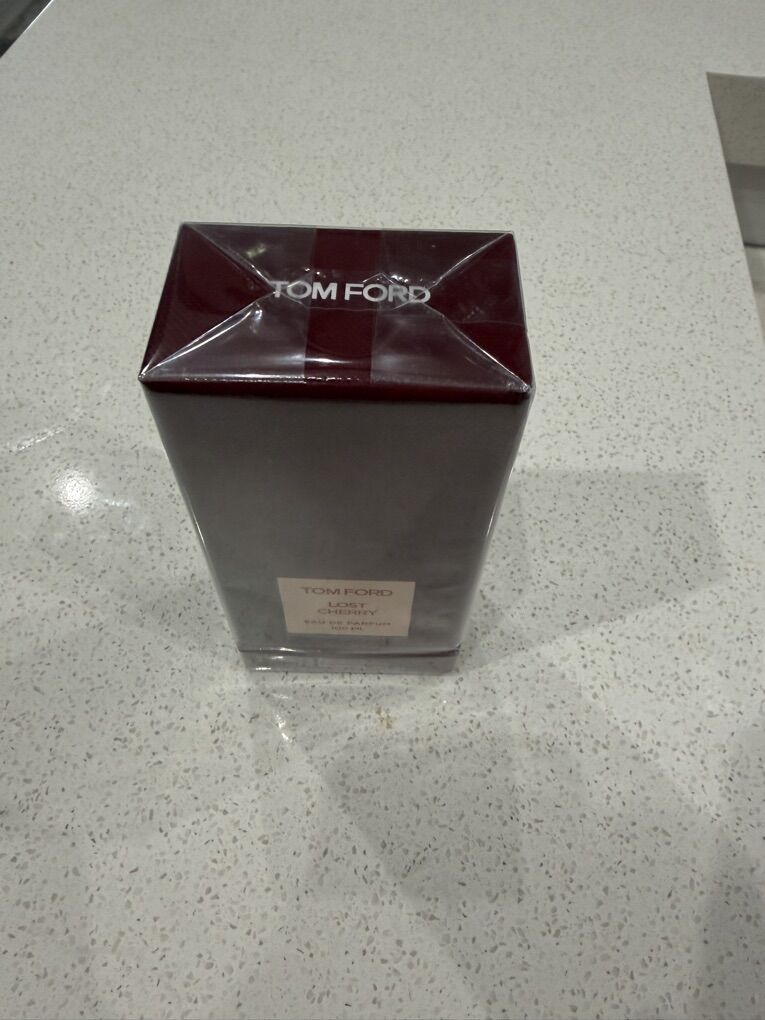 TOM FORD
TOM FORD
LOST
CHERRY
EAU DE PARFUM
100 ML